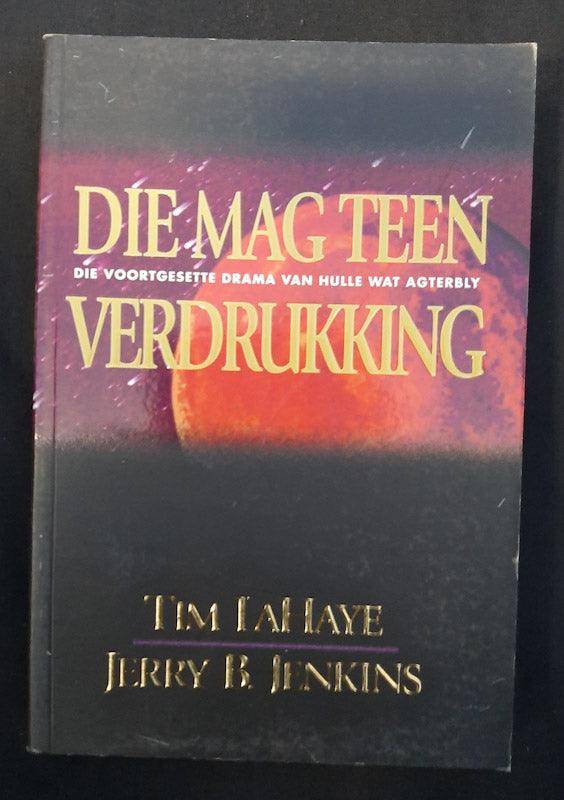 DIE MAG TEEN
DIE VOORTGESETTE DRAMA VAN HULLE WAT AGTERBLY
VERDRUKKING
TIM LAHAYE
JERRY B. JENKINS